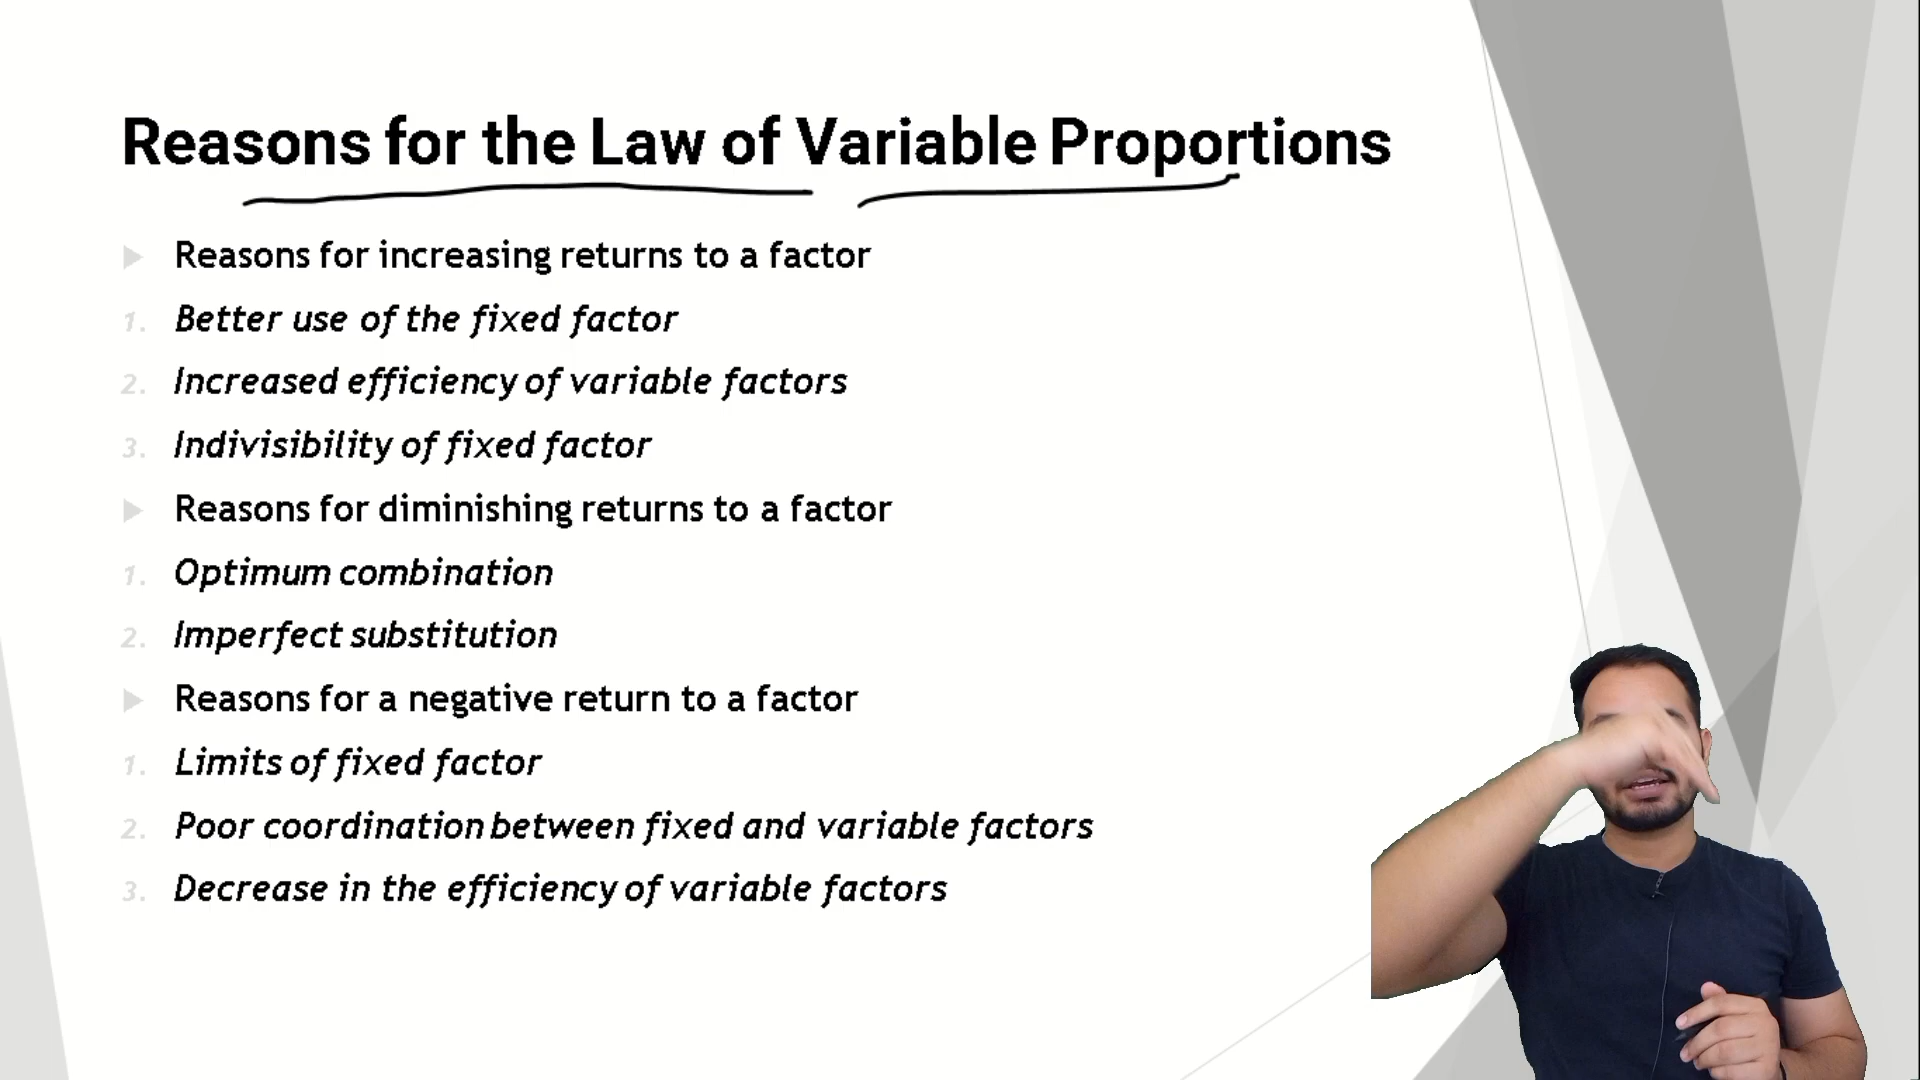 Reasons for the Law of Variable Proportions
▶ Reasons for increasing returns to a factor
1. Better use of the fixed factor
2. Increased efficiency of variable factors
3. Indivisibility of fixed factor
▶ Reasons for diminishing returns to a factor
1. Optimum combination
2. Imperfect substitution
▶ Reasons for a negative return to a factor
1. Limits of fixed factor
2. Poor coordination between fixed and variable factors
3. Decrease in the efficiency of variable factors